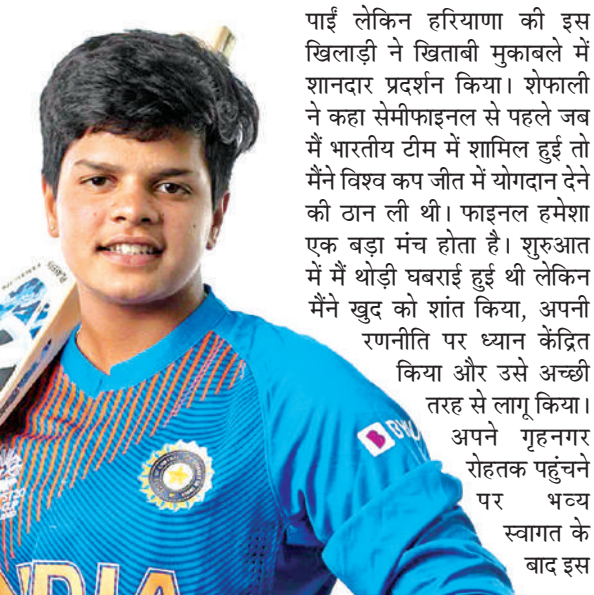 पाईं लेकिन हरियाणा की इस
खिलाड़ी ने खिताबी मुकाबले में
शानदार प्रदर्शन किया। शेफाली
ने कहा सेमीफाइनल से पहले जब
मैं भारतीय टीम में शामिल हुई तो
मैंने विश्व कप जीत में योगदान देने
की ठान ली थी। फाइनल हमेशा
एक बड़ा मंच होता है। शुरुआत
में मैं थोड़ी घबराई हुई थी लेकिन
मैंने खुद को शांत किया, अपनी
रणनीति पर ध्यान केंद्रित
किया और उसे अच्छी
तरह से लागू किया।
अपने गृहनगर
रोहतक पहुंचने
पर भव्य
स्वागत के
बाद इस
INDIA